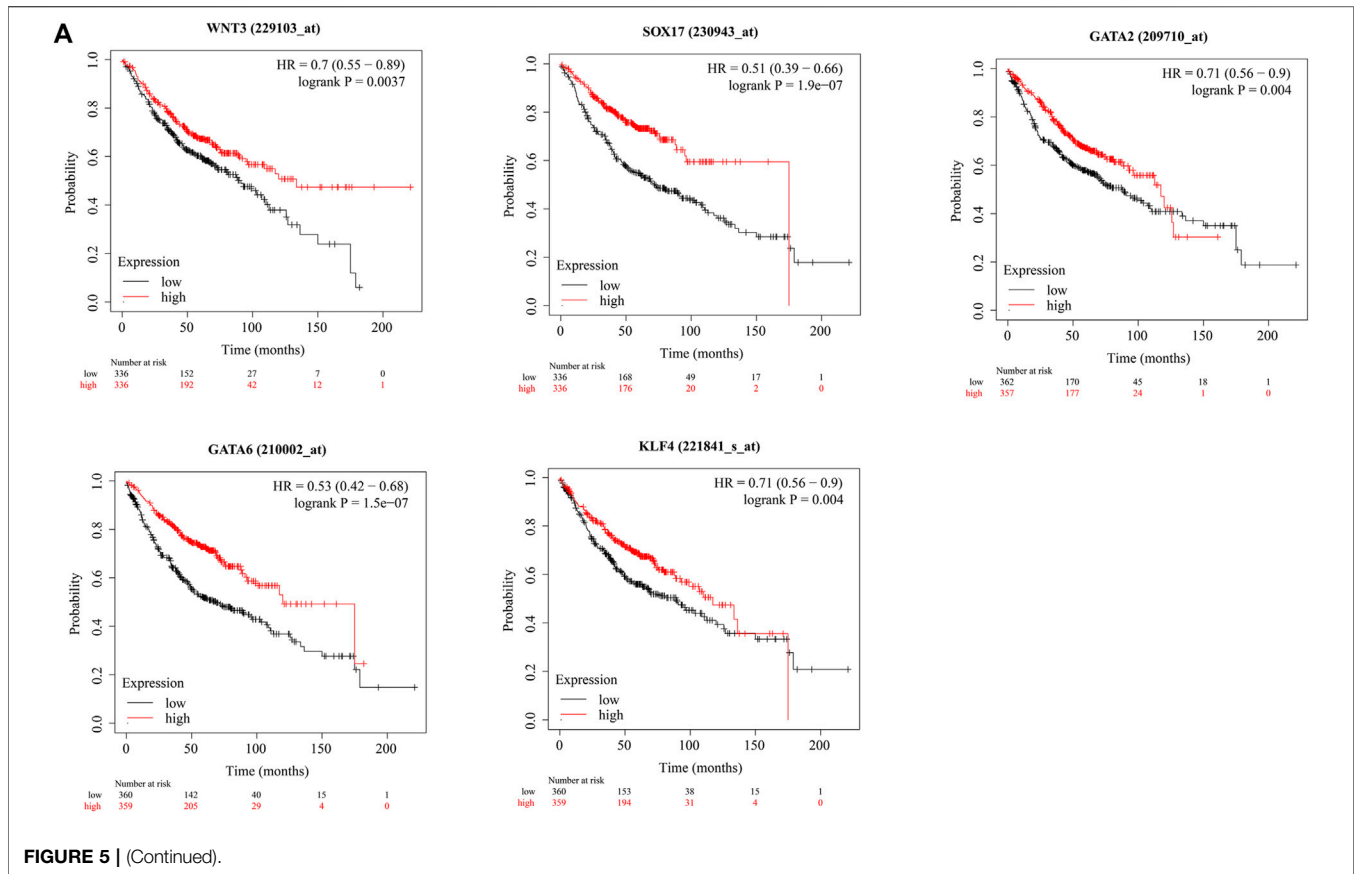 A
WNT3 (229103_at)
HR = 0.7 (0.55 − 0.89)
logrank P = 0.0037
Probability
1.0
0.8
0.6
0.4
0.2
0.0
Expression
low
high
0 50 100 150 200
Time (months)
Number at risk
low 336 152 27 7 0
high 336 192 42 12 1
SOX17 (230943_at)
HR = 0.51 (0.39 − 0.66)
logrank P = 1.9e−07
Probability
1.0
0.8
0.6
0.4
0.2
0.0
Expression
low
high
0 50 100 150 200
Time (months)
Number at risk
low 336 168 49 17 1
high 336 176 20 2 0
GATA2 (209710_at)
HR = 0.71 (0.56 − 0.9)
logrank P = 0.004
Probability
1.0
0.8
0.6
0.4
0.2
0.0
Expression
low
high
0 50 100 150 200
Time (months)
Number at risk
low 362 170 45 18 1
high 357 177 24 1 0
GATA6 (210002_at)
HR = 0.53 (0.42 − 0.68)
logrank P = 1.5e−07
Probability
1.0
0.8
0.6
0.4
0.2
0.0
Expression
low
high
0 50 100 150 200
Time (months)
Number at risk
low 360 142 40 15 1
high 359 205 29 4 0
KLF4 (221841_s_at)
HR = 0.71 (0.56 − 0.9)
logrank P = 0.004
Probability
1.0
0.8
0.6
0.4
0.2
0.0
Expression
low
high
0 50 100 150 200
Time (months)
Number at risk
low 360 153 38 15 1
high 359 194 31 4 0
FIGURE 5 | (Continued).